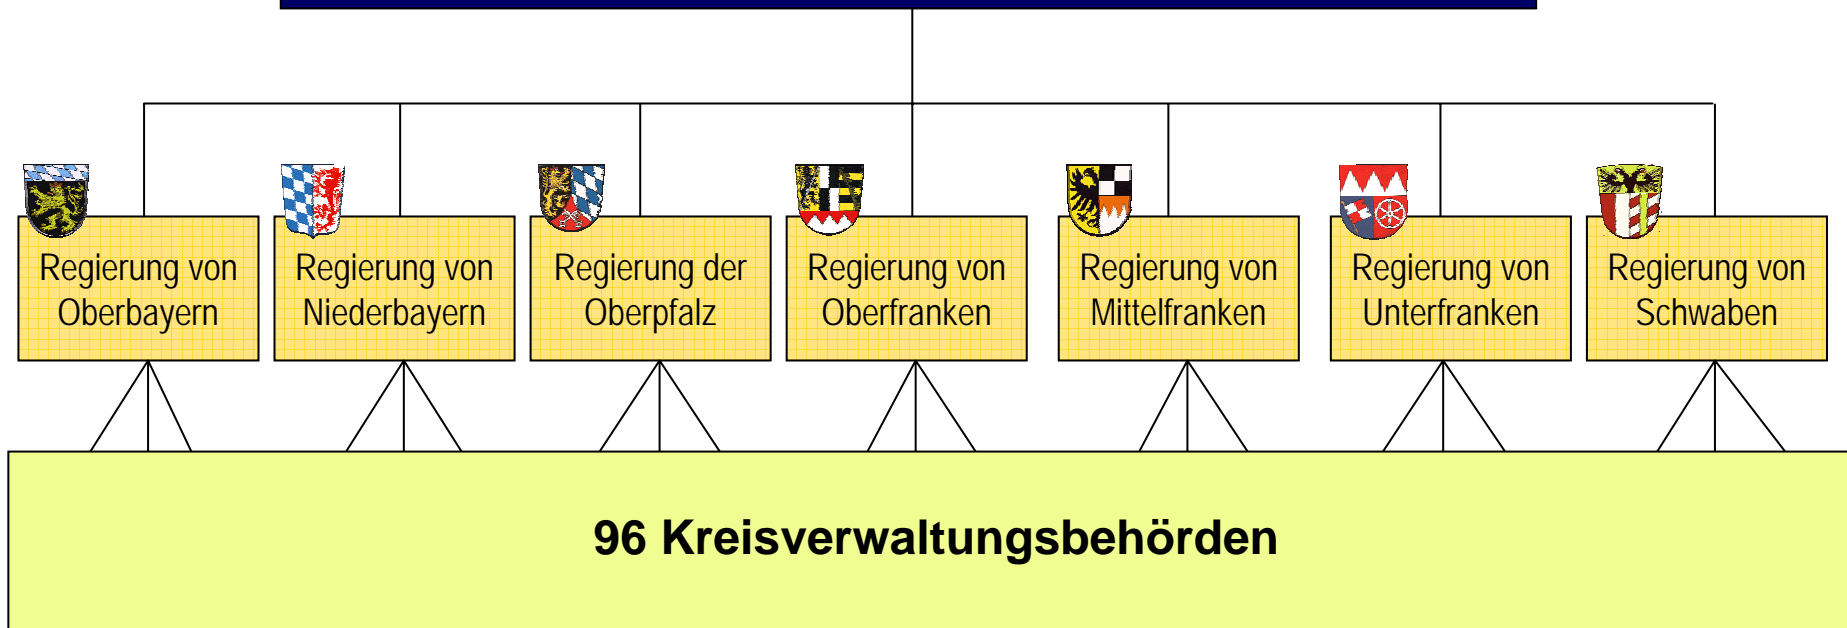 Regierung von
Oberbayern
Regierung von
Niederbayern
Regierung der
Oberpfalz
Regierung von
Oberfranken
Regierung von
Mittelfranken
Regierung von
Unterfranken
Regierung von
Schwaben
96 Kreisverwaltungsbehörden